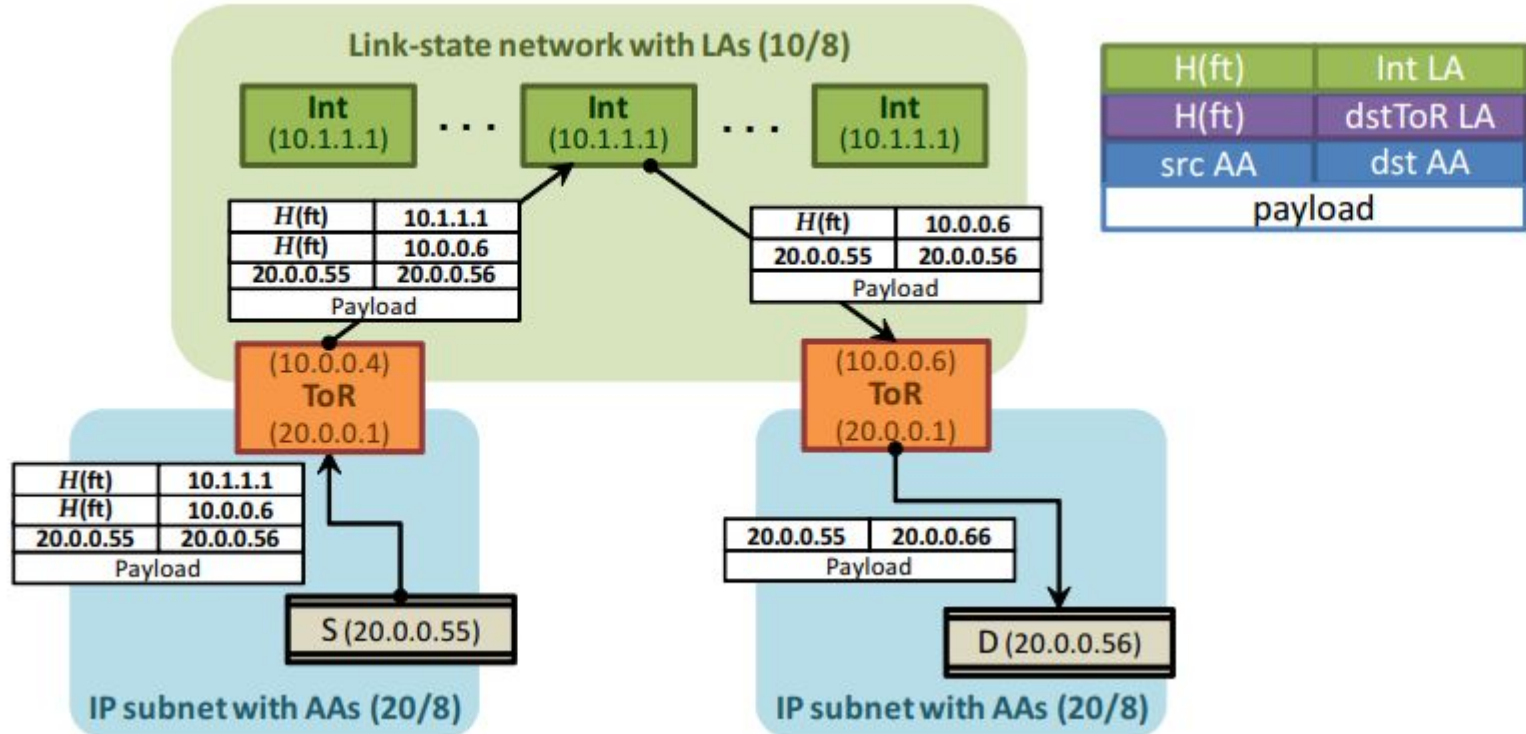 Link-state network with LAs (10/8)
Int
(10.1.1.1)
. . .
Int
(10.1.1.1)
. . .
Int
(10.1.1.1)
H(ft) Int LA
H(ft) dstToR LA
src AA dst AA
payload
H(ft) 10.1.1.1
H(ft) 10.0.0.6
20.0.0.55 20.0.0.56
Payload
H(ft) 10.0.0.6
20.0.0.55 20.0.0.56
Payload
(10.0.0.4)
ToR
(20.0.0.1)
(10.0.0.6)
ToR
(20.0.0.1)
H(ft) 10.1.1.1
H(ft) 10.0.0.6
20.0.0.55 20.0.0.56
Payload
20.0.0.55 20.0.0.66
Payload
S (20.0.0.55)
D (20.0.0.56)
IP subnet with AAs (20/8)
IP subnet with AAs (20/8)